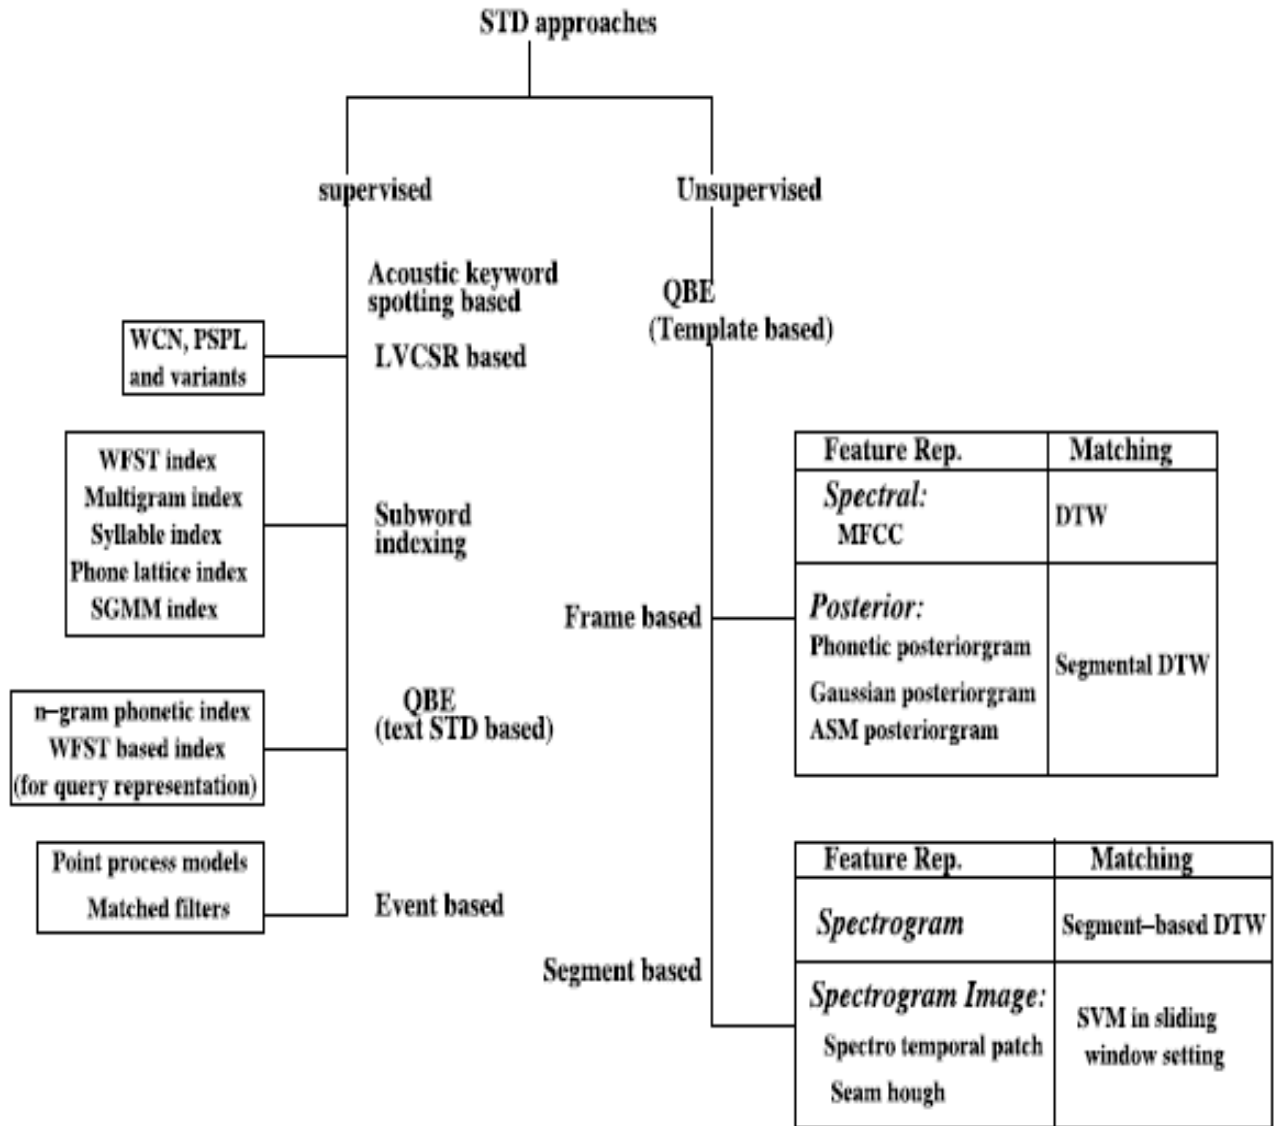 STD approaches
supervised
Acoustic keyword
spotting based
WCN, PSPL
and variants
LVCSR based
WFST index
Multigram index
Syllable index
Phone lattice index
SGMM index
Subword
indexing
n-gram phonetic index
WFST based index
(for query representation)
QBE
(text STD based)
Point process models
Matched filters
Event based
Unsupervised
QBE
(Template based)
Frame based
Feature Rep. Matching
Spectral:
MFCC
DTW
Posterior:
Phonetic posteriorgram
Gaussian posteriorgram
ASM posteriorgram
Segmental DTW
Segment based
Feature Rep. Matching
Spectrogram Segment-based DTW
Spectrogram Image:
Spectro temporal patch
Seam hough
SVM in sliding
window setting